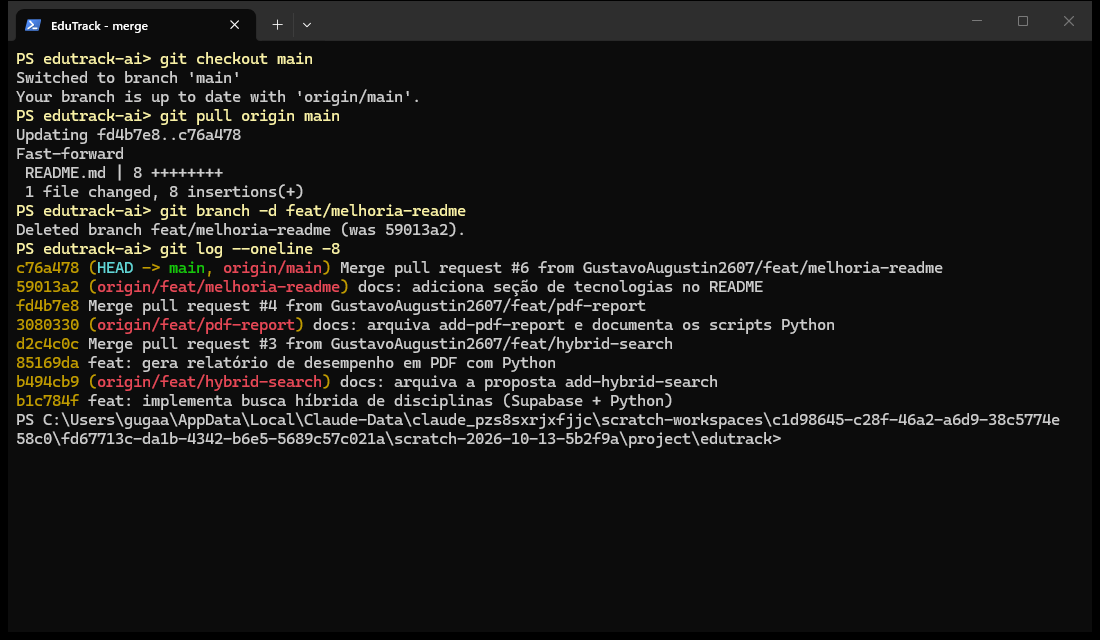 EduTrack - merge
PS edutrack-ai> git checkout main
Switched to branch 'main'
Your branch is up to date with 'origin/main'.
PS edutrack-ai> git pull origin main
Updating fd4b7e8..c76a478
Fast-forward
 README.md | 8 ++++++++
 1 file changed, 8 insertions(+)
PS edutrack-ai> git branch -d feat/melhoria-readme
Deleted branch feat/melhoria-readme (was 59013a2).
PS edutrack-ai> git log --oneline -8
c76a478 (HEAD -> main, origin/main) Merge pull request #6 from GustavoAugustin2607/feat/melhoria-readme
59013a2 (origin/feat/melhoria-readme) docs: adiciona seção de tecnologias no README
fd4b7e8 Merge pull request #4 from GustavoAugustin2607/feat/pdf-report
3080330 (origin/feat/pdf-report) docs: arquiva add-pdf-report e documenta os scripts Python
d2c4c0c Merge pull request #3 from GustavoAugustin2607/feat/hybrid-search
85169da feat: gera relatório de desempenho em PDF com Python
b494cb9 (origin/feat/hybrid-search) docs: arquiva a proposta add-hybrid-search
b1c784f feat: implementa busca híbrida de disciplinas (Supabase + Python)
PS C:\Users\gugaa\AppData\Local\Claude-Data\claude_pzs8sxrjxfjjc\scratch-workspaces\c1d98645-c28f-46a2-a6d9-38c5774e
58c0\fd67713c-da1b-4342-b6e5-5689c57c021a\scratch-2026-10-13-5b2f9a\project\edutrack>